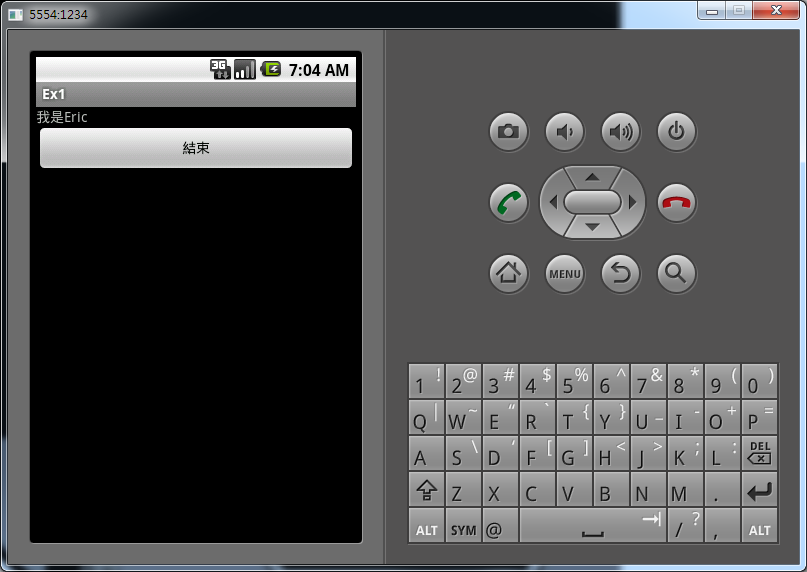 5554:1234
3G 7:04 AM
Ex1
我是Eric
結束
MENU
1 ! 2 @ 3 # 4 $ 5 % 6 ^ 7 & 8 * 9 ( 0 )
Q | W ~ E “ R ` T { Y } U _ I - O + P =
A S \ D ‘ F [ G ] H < J > K ; L : DEL
Z X C V B N M .
ALT SYM @ / ? , ALT